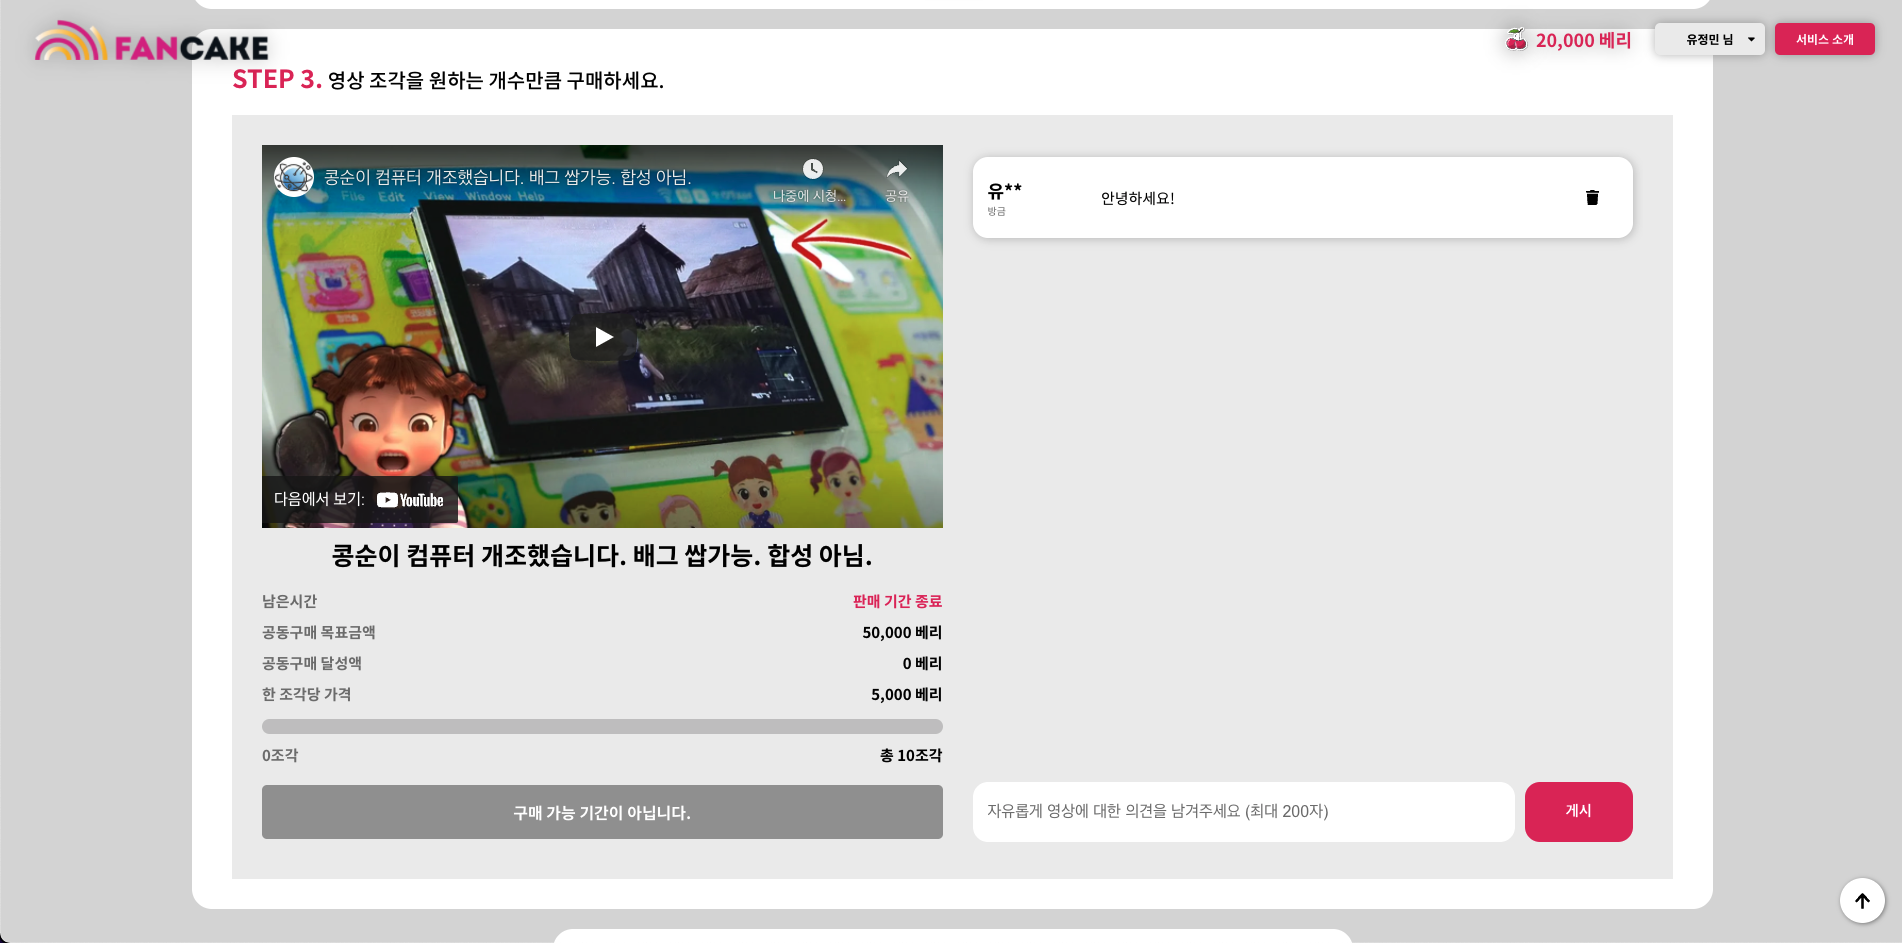 FANCAKE
20,000 베리
유정민 님
서비스 소개
STEP 3. 영상 조각을 원하는 개수만큼 구매하세요.
콩순이 컴퓨터 개조했습니다. 배그 쌉가능. 합성 아님.
나중에 시청...
공유
File Edit View Window Help
다음에서 보기: YouTube
콩순이 컴퓨터 개조했습니다. 배그 쌉가능. 합성 아님.
남은시간 판매 기간 종료
공동구매 목표금액 50,000 베리
공동구매 달성액 0 베리
한 조각당 가격 5,000 베리
0조각 총 10조각
구매 가능 기간이 아닙니다.
유**
방금
안녕하세요!
자유롭게 영상에 대한 의견을 남겨주세요 (최대 200자)
게시